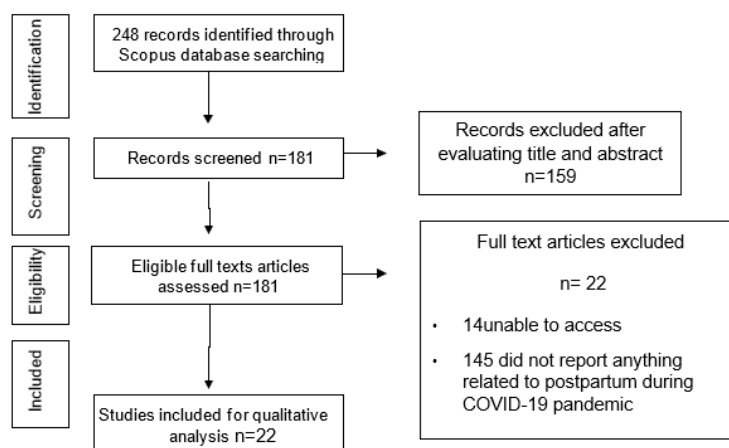 Identification
248 records identified through
Scopus database searching
Screening
Records screened n=181
Records excluded after
evaluating title and abstract
n=159
Eligibility
Eligible full texts articles
assessed n=181
Full text articles excluded
n= 22
• 14unable to access
• 145 did not report anything
related to postpartum during
COVID-19 pandemic
Included
Studies included for qualitative
analysis n=22